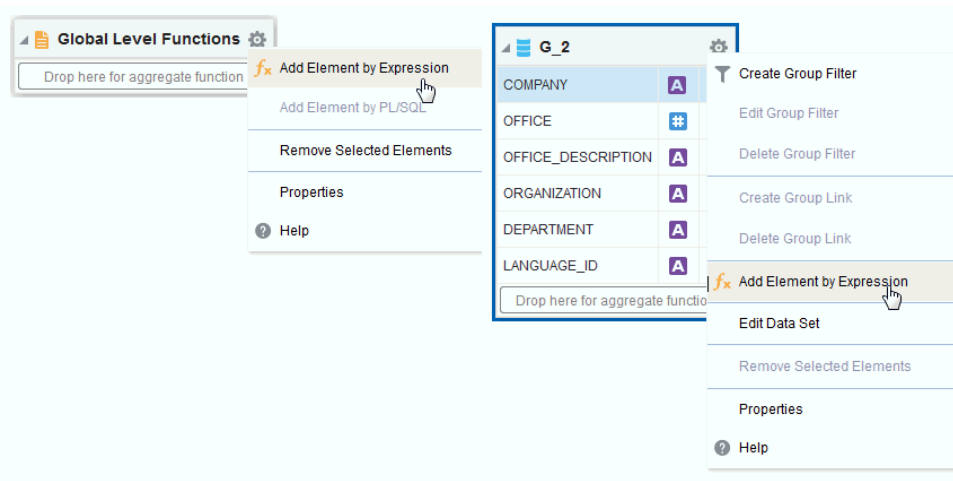 Global Level Functions
Drop here for aggregate function
fx Add Element by Expression
Add Element by PL/SQL
Remove Selected Elements
Properties
? Help
G_2
COMPANY A
OFFICE #
OFFICE_DESCRIPTION A
ORGANIZATION A
DEPARTMENT A
LANGUAGE_ID A
Drop here for aggregate functio
Create Group Filter
Edit Group Filter
Delete Group Filter
Create Group Link
Delete Group Link
fx Add Element by Expression
Edit Data Set
Remove Selected Elements
Properties
? Help